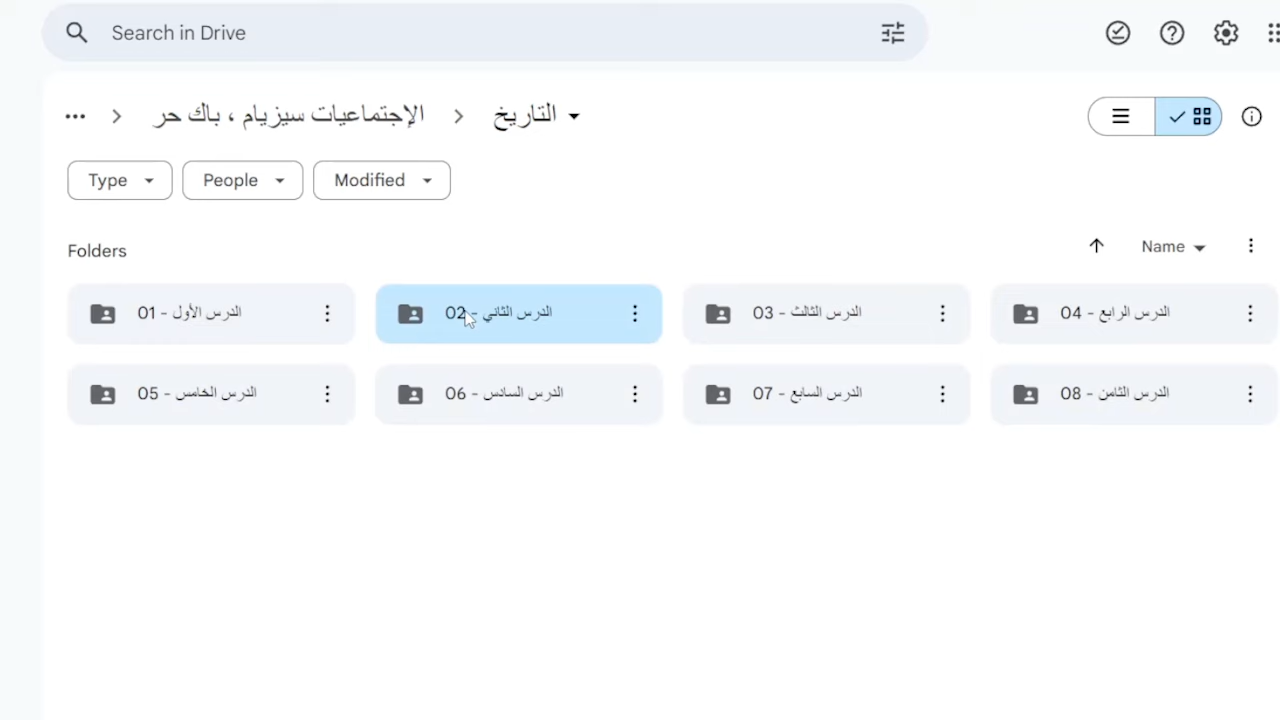 Search in Drive
... > الإجتماعيات سيزيام ، باك حر > التاريخ
Type People Modified
Folders Name
01 - الدرس الأول 02 - الدرس الثاني 03 - الدرس الثالث 04 - الدرس الرابع
05 - الدرس الخامس 06 - الدرس السادس 07 - الدرس السابع 08 - الدرس الثامن